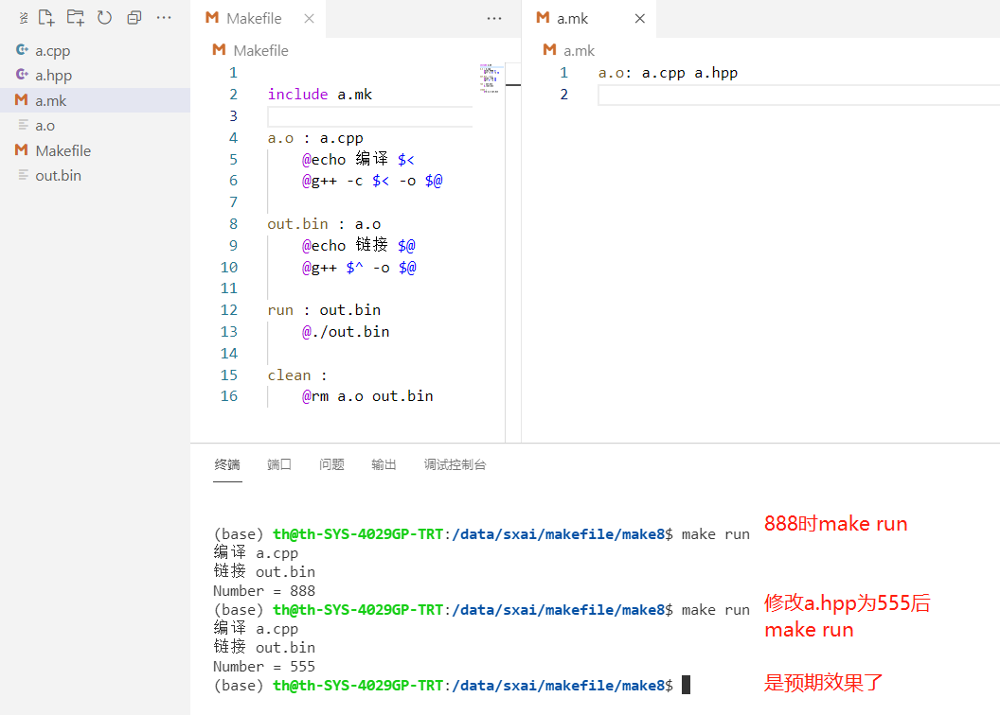 资
Makefile
a.mk
a.cpp
a.hpp
a.mk
a.o
Makefile
out.bin
Makefile
1
2 include a.mk
3
4 a.o : a.cpp
5 @echo 编译 $<
6 @g++ -c $< -o $@
7
8 out.bin : a.o
9 @echo 链接 $@
10 @g++ $^ -o $@
11
12 run : out.bin
13 @./out.bin
14
15 clean :
16 @rm a.o out.bin
a.mk
1 a.o: a.cpp a.hpp
2
终端 端口 问题 输出 调试控制台
(base) th@th-SYS-4029GP-TRT:/data/sxai/makefile/make8$ make run
编译 a.cpp
链接 out.bin
Number = 888
(base) th@th-SYS-4029GP-TRT:/data/sxai/makefile/make8$ make run
编译 a.cpp
链接 out.bin
Number = 555
(base) th@th-SYS-4029GP-TRT:/data/sxai/makefile/make8$
888时make run
修改a.hpp为555后
make run
是预期效果了